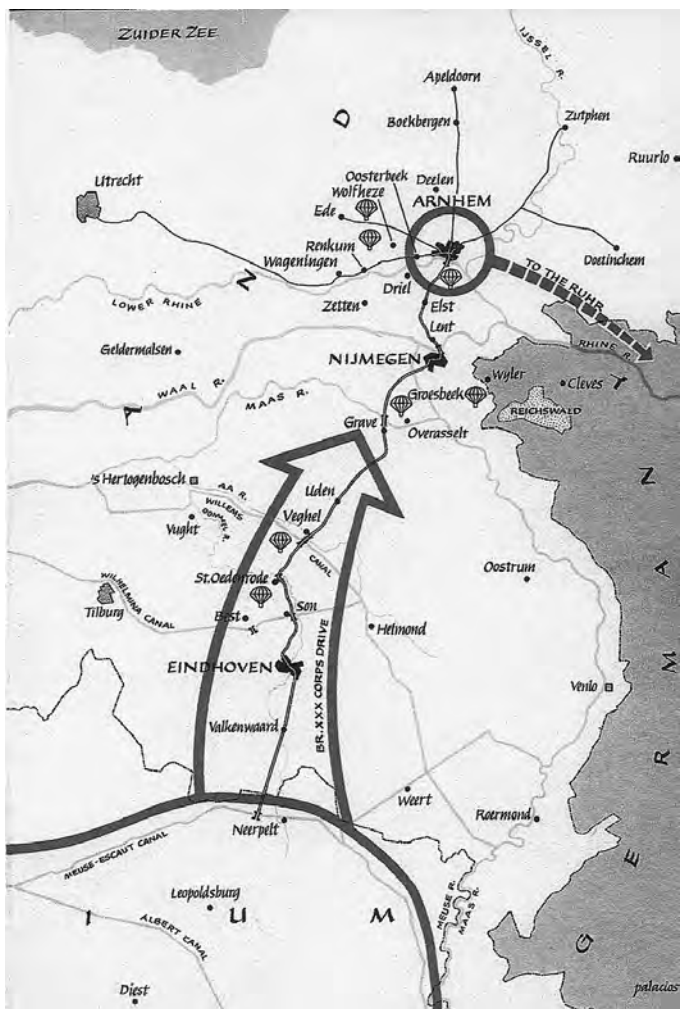 ZUIDER ZEE
IJSSEL R.
Apeldoorn
Boekbergen
Zutphen
D
Ruurlo
Utrecht
Oosterbeek
Deelen
Wolfheze
ARNHEM
Ede
Renkum
Wageningen
Doetinchem
N
Driel
TO THE RUHR
LOWER RHINE
Zetten
Elst
Lent
Geldermalsen
NIJMEGEN
RHINE R.
WAAL R.
Wyler
Cleves
Y
A
MAAS R.
Groesbeek
REICHSWALD
Grave
Overasselt
's Hertogenbosch
AA R.
Uden
N
WILLEMS
DOMMEL R.
Vught
Veghel
CANAL
St. Oedenrode
Oostrum
A
WILHELMINA CANAL
Tilburg
Best
Son
Helmond
EINDHOVEN
M
BR. XXX CORPS DRIVE
Venlo
Valkenwaard
R
Weert
Neerpelt
Roermond
MEUSE-ESCAUT CANAL
E
MEUSE R.
MAAS R.
Leopoldsburg
I U M
ALBERT CANAL
G
Diest
palacios